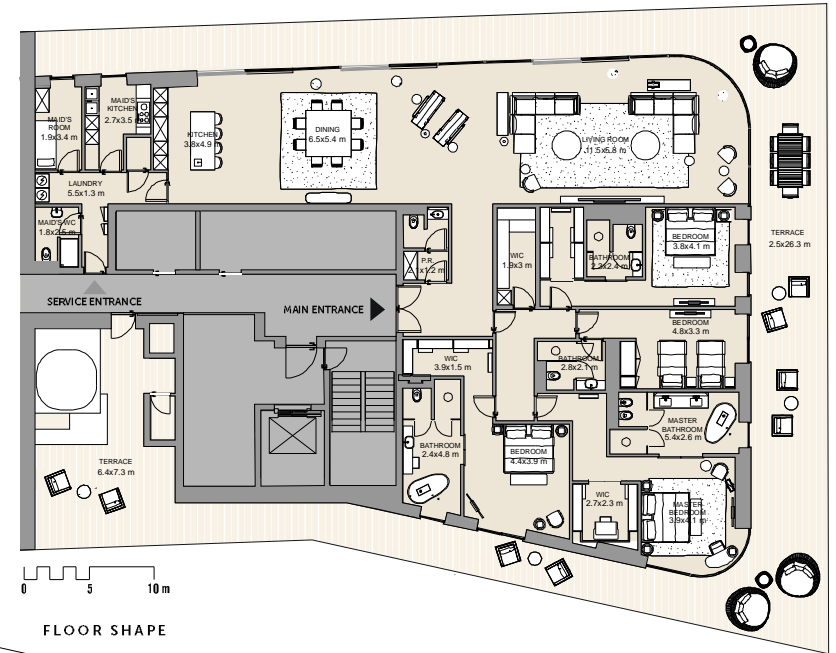 MAID'S
ROOM
1.9x3.4 m
MAID'S
KITCHEN
2.7x3.5
KITCHEN
3.8x4.9 m
DINING
6.5x5.4 m
LIVING ROOM
11.5x5.8 m
LAUNDRY
5.5x1.3 m
MAID'S WC
1.8x2.5 m
P.R.
2.1x1.2 m
WIC
1.9x3 m
BATHROOM
2.3x2.4 m
BEDROOM
3.8x4.1 m
TERRACE
2.5x26.3 m
SERVICE ENTRANCE
MAIN ENTRANCE
BEDROOM
4.8x3.3 m
WIC
3.9x1.5 m
BATHROOM
2.8x2.1 m
MASTER
BATHROOM
5.4x2.6 m
BATHROOM
2.4x4.8 m
BEDROOM
4.4x3.9 m
TERRACE
6.4x7.3 m
WIC
2.7x2.3 m
MASTER
BEDROOM
3.9x4.1 m
0 5 10 m
FLOOR SHAPE